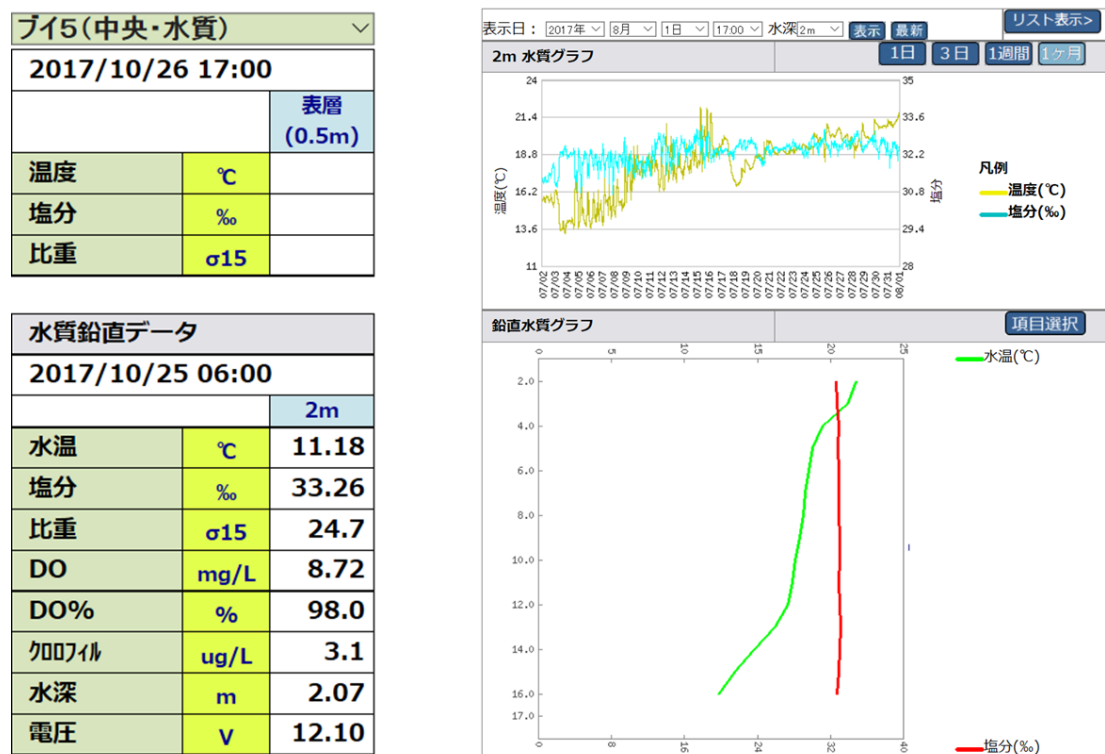 ブイ5(中央・水質)
2017/10/26 17:00
表層
(0.5m)
温度 ℃
塩分 ‰
比重 σ15
水質鉛直データ
2017/10/25 06:00
2m
水温 ℃ 11.18
塩分 ‰ 33.26
比重 σ15 24.7
DO mg/L 8.72
DO% % 98.0
クロロフィル ug/L 3.1
水深 m 2.07
電圧 V 12.10
リスト表示>
表示日: 2017年 8月 1日 17:00 水深 2m 表示 最新
2m 水質グラフ 1日 3日 1週間 1ヶ月
24 35
21.4 33.6
18.8 32.2
16.2 30.8
13.6 29.4
11 28
温度(℃)
塩分
07/02 07/03 07/04 07/05 07/06 07/07 07/08 07/09 07/10 07/11 07/12 07/13 07/14 07/15 07/16 07/17 07/18 07/19 07/20 07/21 07/22 07/23 07/24 07/25 07/26 07/27 07/28 07/29 07/30 07/31 08/01
凡例
温度(℃)
塩分(‰)
鉛直水質グラフ 項目選択
0 5 10 15 20 25
水温(℃)
2.0
4.0
6.0
8.0
10.0
12.0
14.0
16.0
17.0
0 8 16 24 32 40
塩分(‰)